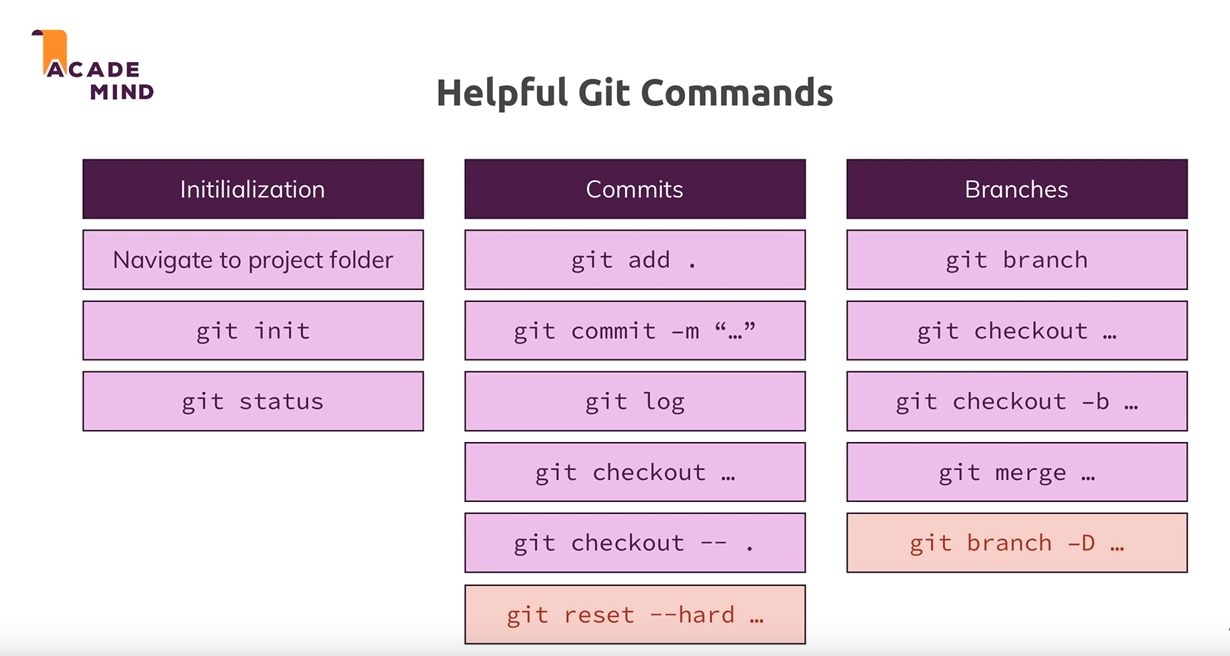 ACADE
MIND
Helpful Git Commands
Initilialization
Navigate to project folder
git init
git status
Commits
git add .
git commit –m “…”
git log
git checkout …
git checkout -- .
git reset --hard …
Branches
git branch
git checkout …
git checkout –b …
git merge …
git branch –D …